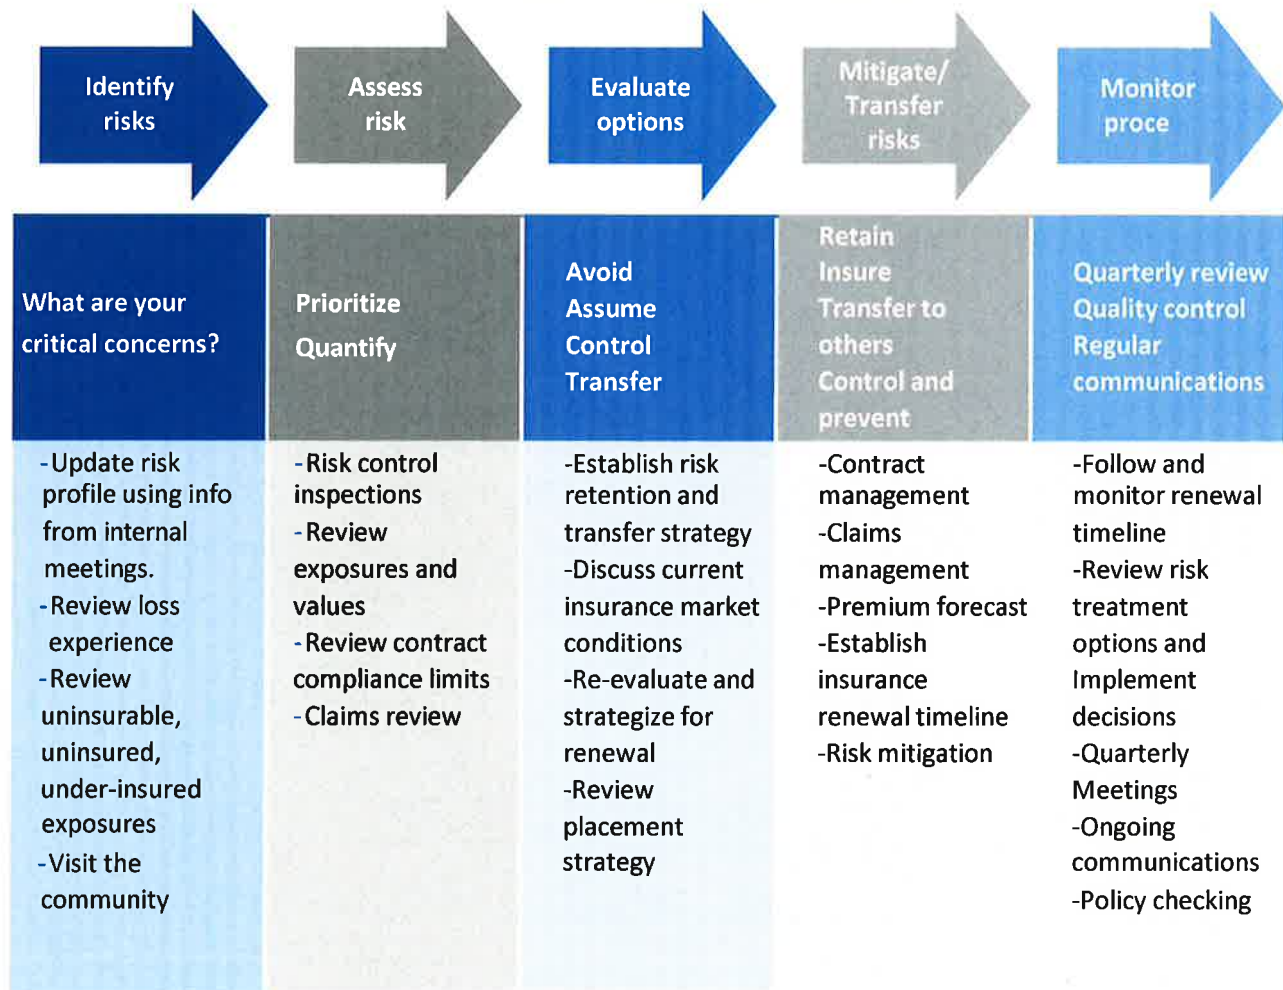 Identify
risks
Assess
risk
Evaluate
options
Mitigate/
Transfer
risks
Monitor
proce
What are your
critical concerns?
Prioritize
Quantify
Avoid
Assume
Control
Transfer
Retain
Insure
Transfer to
others
Control and
prevent
Quarterly review
Quality control
Regular
communications
-Update risk
profile using info
from internal
meetings.
-Review loss
experience
-Review
uninsurable,
uninsured,
under-insured
exposures
-Visit the
community
-Risk control
inspections
-Review
exposures and
values
-Review contract
compliance limits
-Claims review
-Establish risk
retention and
transfer strategy
-Discuss current
insurance market
conditions
-Re-evaluate and
strategize for
renewal
-Review
placement
strategy
-Contract
management
-Claims
management
-Premium forecast
-Establish
insurance
renewal timeline
-Risk mitigation
-Follow and
monitor renewal
timeline
-Review risk
treatment
options and
Implement
decisions
-Quarterly
Meetings
-Ongoing
communications
-Policy checking